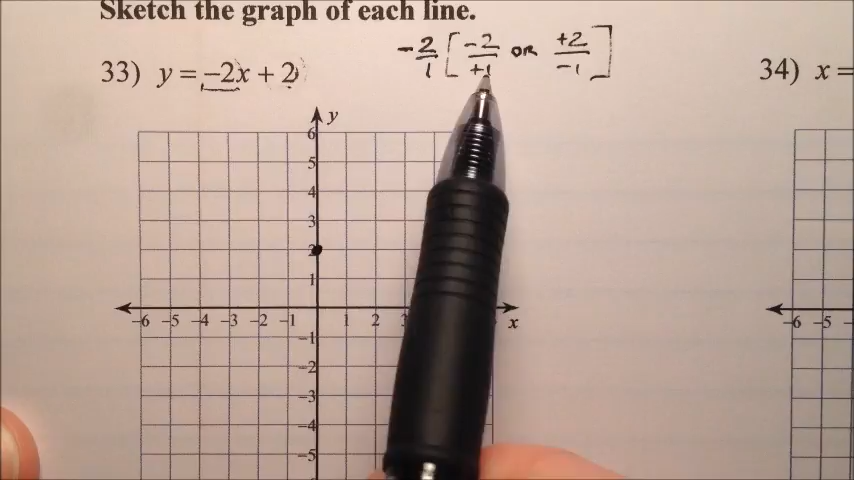 Sketch the graph of each line.
33) y = -2x + 2
-2/1 [ -2/+1 OR +2/-1 ]
34) x =
y
6
5
4
3
2
1
-6 -5 -4 -3 -2 -1 1 2 3 x
-1
-2
-3
-4
-5
-6 -5